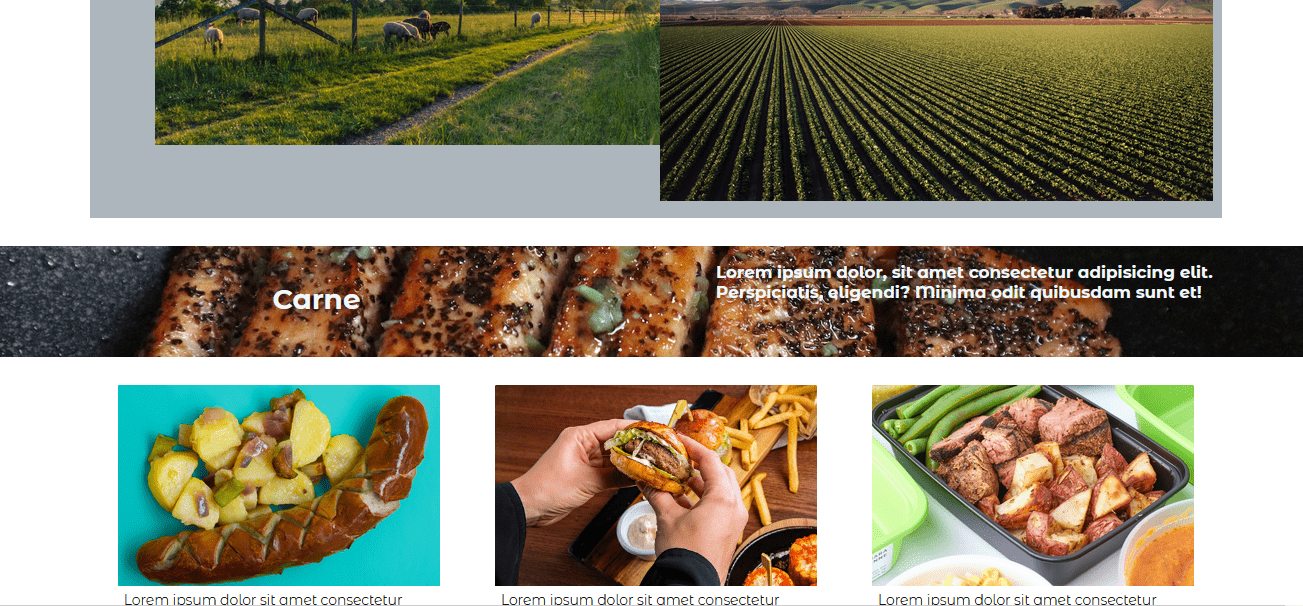 Carne
Lorem ipsum dolor, sit amet consectetur adipisicing elit.
Perspiciatis, eligendi? Minima odit quibusdam sunt et!
Lorem ipsum dolor sit amet consectetur
Lorem ipsum dolor sit amet consectetur
Lorem ipsum dolor sit amet consectetur